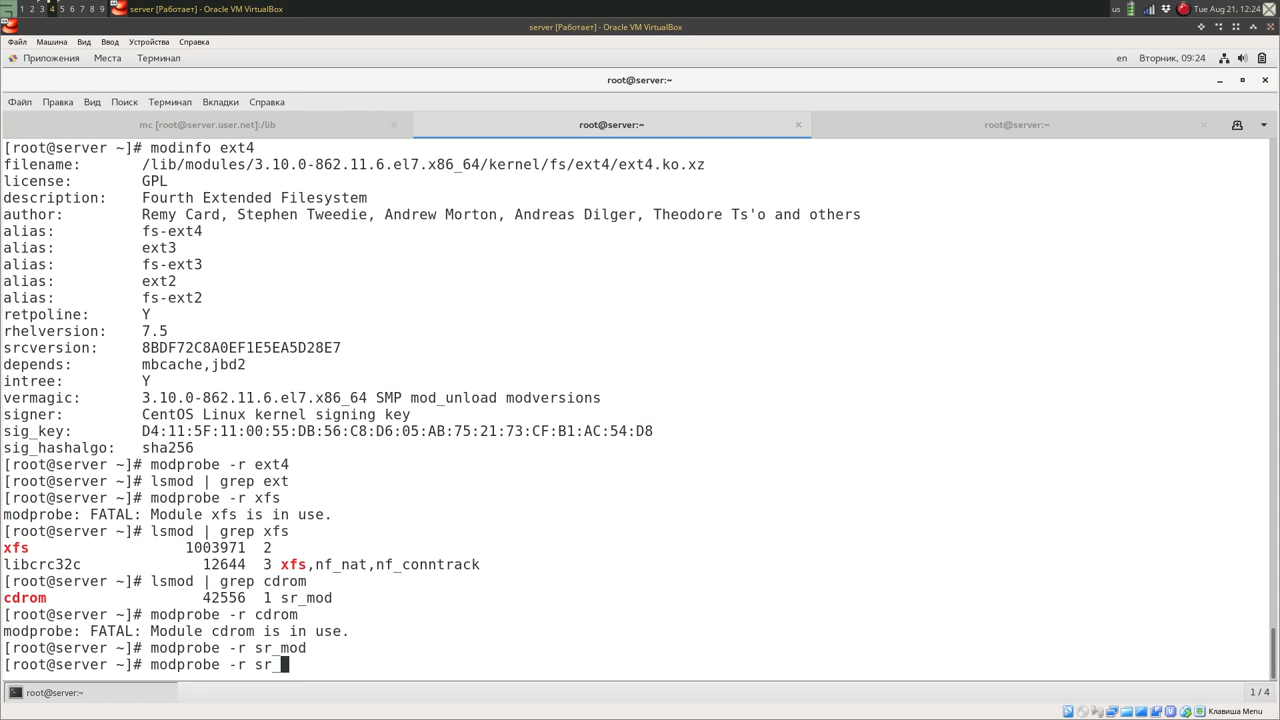 1 2 3 4 5 6 7 8 9 server [Работает] - Oracle VM VirtualBox us Tue Aug 21, 12:24
server [Работает] - Oracle VM VirtualBox
Файл Машина Вид Ввод Устройства Справка
Приложения Места Терминал en Вторник, 09:24
root@server:~
Файл Правка Вид Поиск Терминал Вкладки Справка
mc [root@server.user.net]:/lib × root@server:~ × root@server:~ ×
[root@server ~]# modinfo ext4
filename: /lib/modules/3.10.0-862.11.6.el7.x86_64/kernel/fs/ext4/ext4.ko.xz
license: GPL
description: Fourth Extended Filesystem
author: Remy Card, Stephen Tweedie, Andrew Morton, Andreas Dilger, Theodore Ts'o and others
alias: fs-ext4
alias: ext3
alias: fs-ext3
alias: ext2
alias: fs-ext2
retpoline: Y
rhelversion: 7.5
srcversion: 8BDF72C8A0EF1E5EA5D28E7
depends: mbcache,jbd2
intree: Y
vermagic: 3.10.0-862.11.6.el7.x86_64 SMP mod_unload modversions
signer: CentOS Linux kernel signing key
sig_key: D4:11:5F:11:00:55:DB:56:C8:D6:05:AB:75:21:73:CF:B1:AC:54:D8
sig_hashalgo: sha256
[root@server ~]# modprobe -r ext4
[root@server ~]# lsmod | grep ext
[root@server ~]# modprobe -r xfs
modprobe: FATAL: Module xfs is in use.
[root@server ~]# lsmod | grep xfs
xfs 1003971 2
libcrc32c 12644 3 xfs,nf_nat,nf_conntrack
[root@server ~]# lsmod | grep cdrom
cdrom 42556 1 sr_mod
[root@server ~]# modprobe -r cdrom
modprobe: FATAL: Module cdrom is in use.
[root@server ~]# modprobe -r sr_mod
[root@server ~]# modprobe -r sr_
root@server:~ 1 / 4
Клавиша Menu